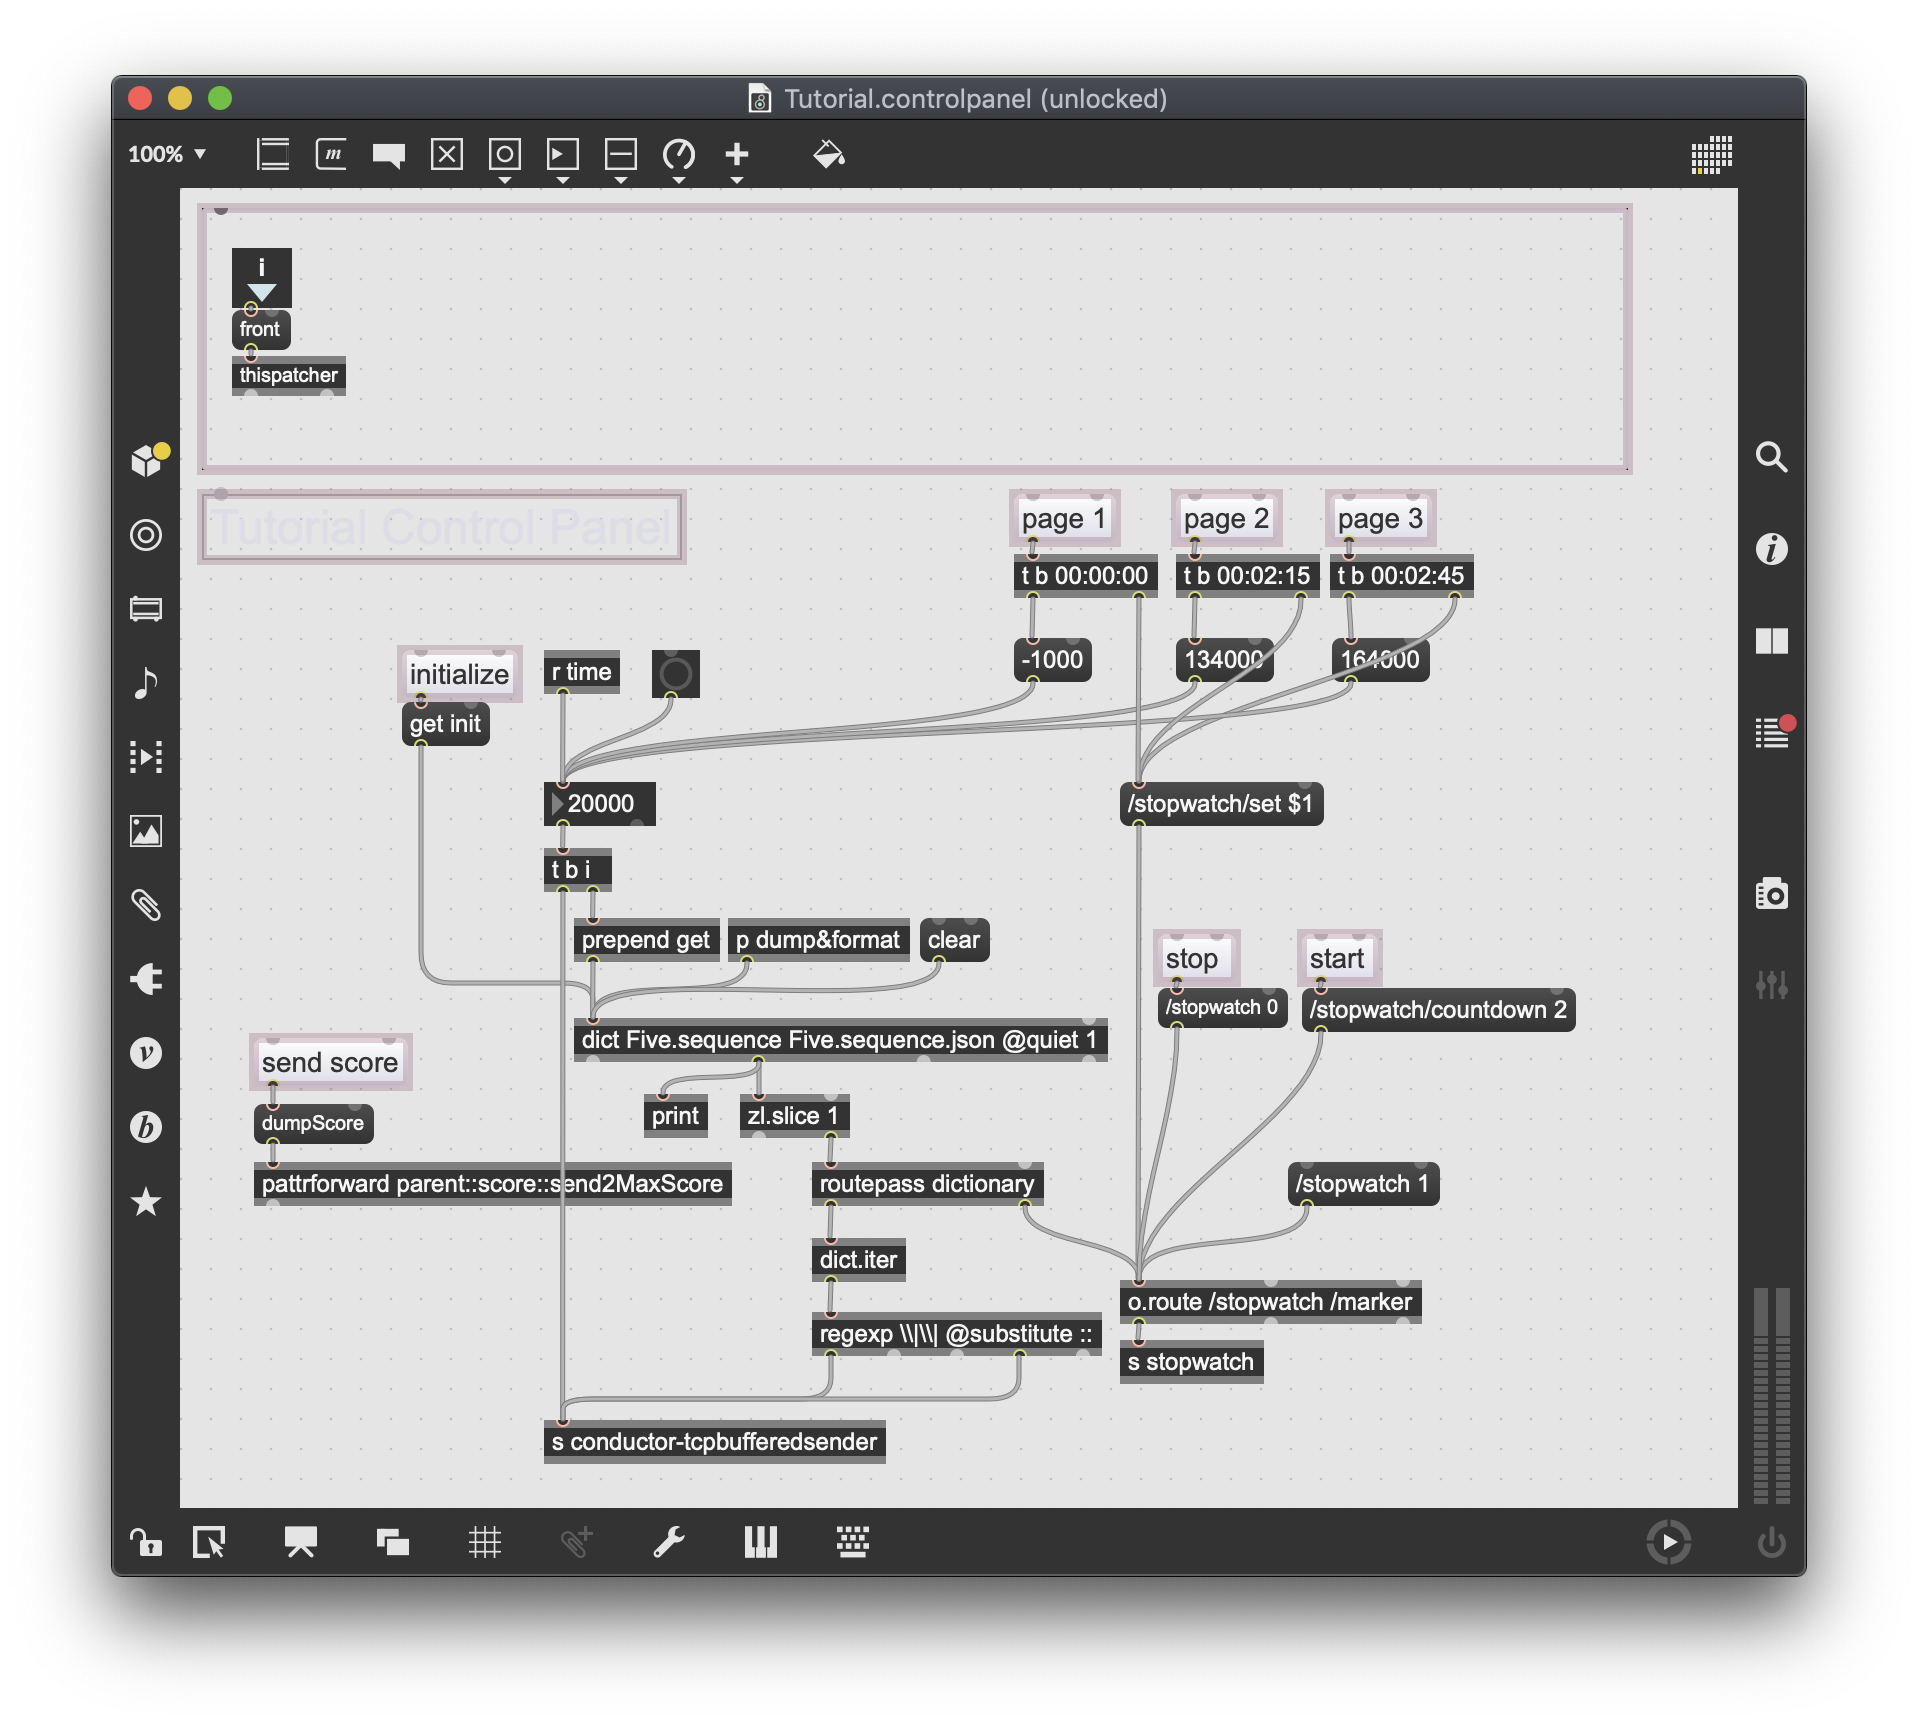 Tutorial.controlpanel (unlocked)
100%
m
i
front
thispatcher
Tutorial Control Panel
page 1
page 2
page 3
t b 00:00:00
t b 00:02:15
t b 00:02:45
-1000
134000
164000
initialize
r time
get init
20000
/stopwatch/set $1
t b i
prepend get
p dump&format
clear
stop
start
/stopwatch 0
/stopwatch/countdown 2
dict Five.sequence Five.sequence.json @quiet 1
send score
dumpScore
print
zl.slice 1
pattrforward parent::score::send2MaxScore
routepass dictionary
/stopwatch 1
dict.iter
o.route /stopwatch /marker
regexp \\|\\| @substitute ::
s stopwatch
s conductor-tcpbufferedsender
i
v
b